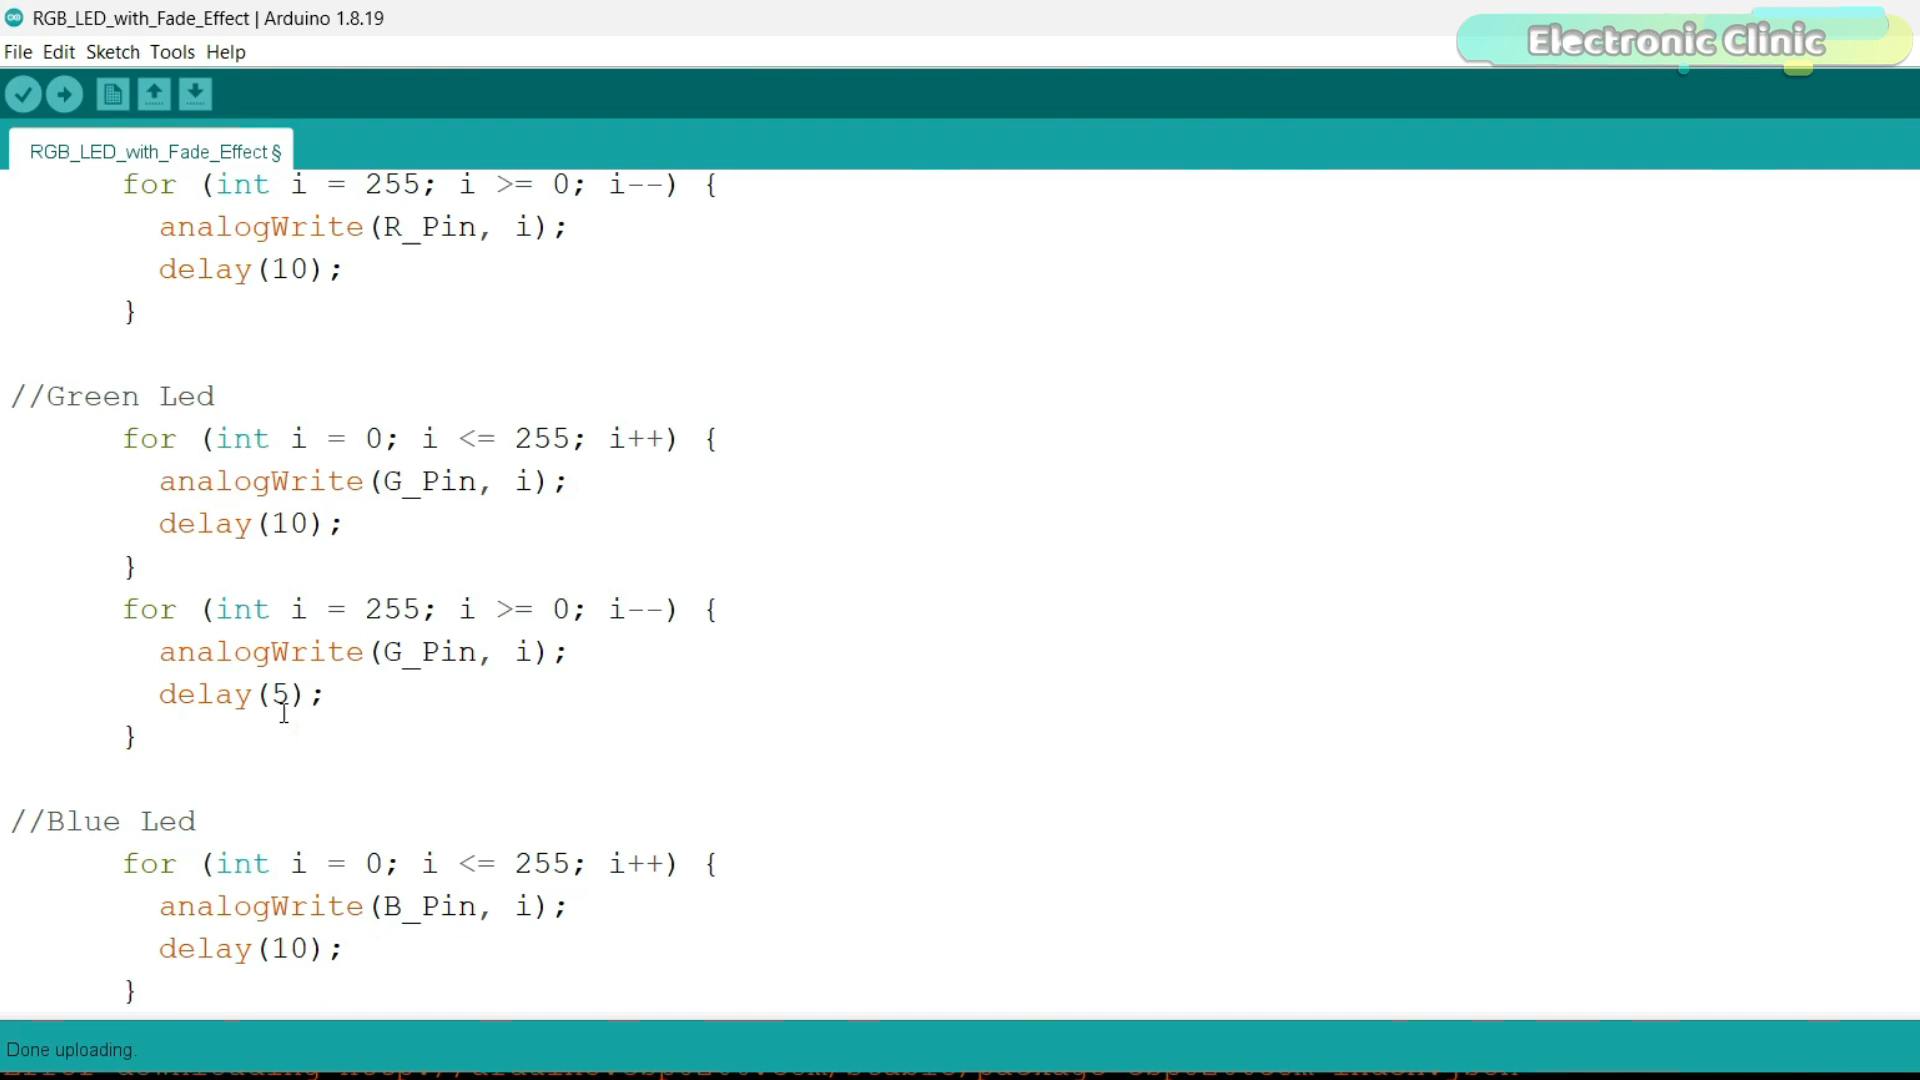 RGB_LED_with_Fade_Effect | Arduino 1.8.19
File Edit Sketch Tools Help
Electronic Clinic
RGB_LED_with_Fade_Effect §
for (int i = 255; i >= 0; i--) {
analogWrite(R_Pin, i);
delay(10);
}
//Green Led
for (int i = 0; i <= 255; i++) {
analogWrite(G_Pin, i);
delay(10);
}
for (int i = 255; i >= 0; i--) {
analogWrite(G_Pin, i);
delay(5);
}
//Blue Led
for (int i = 0; i <= 255; i++) {
analogWrite(B_Pin, i);
delay(10);
}
Done uploading.
Error downloading